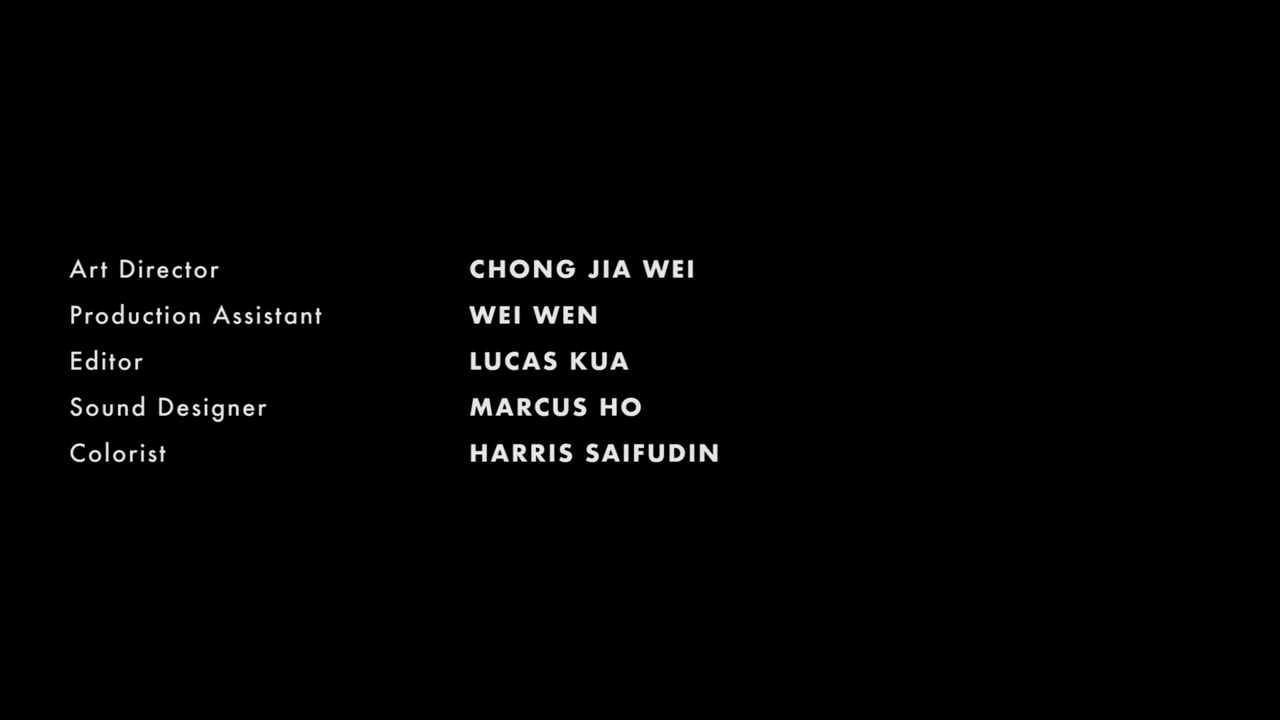 Art Director CHONG JIA WEI
Production Assistant WEI WEN
Editor LUCAS KUA
Sound Designer MARCUS HO
Colorist HARRIS SAIFUDIN